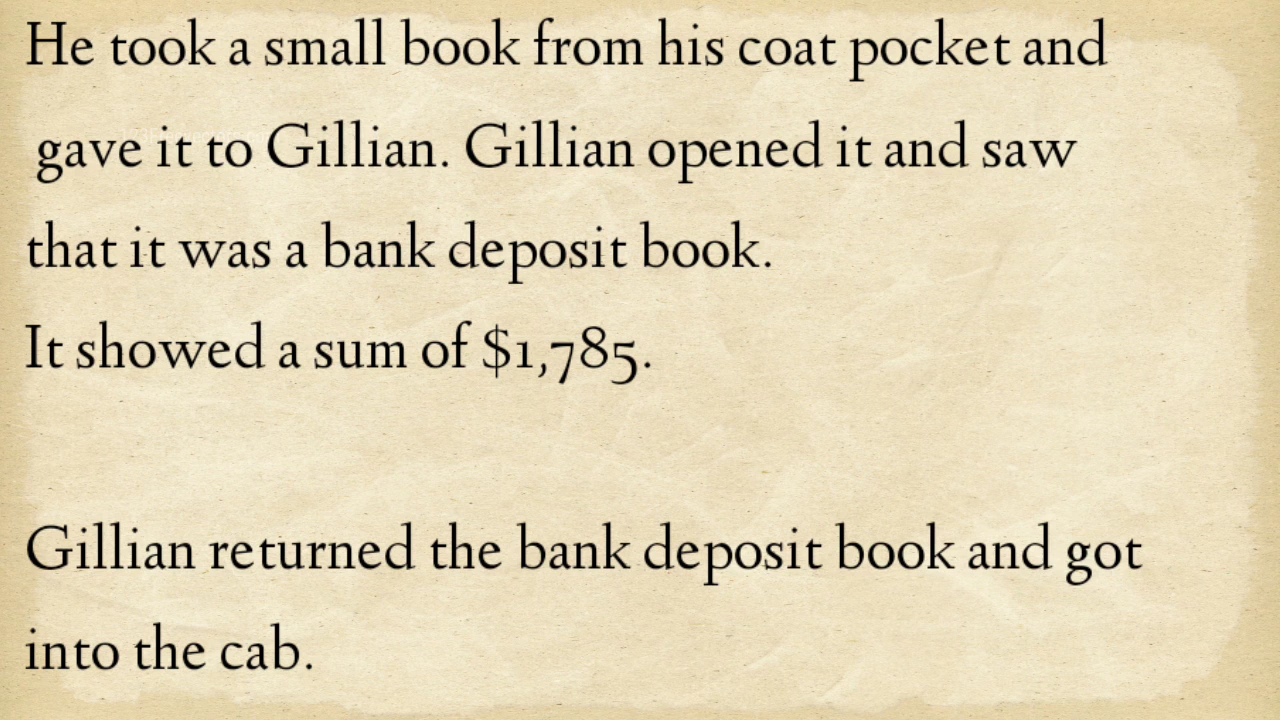 He took a small book from his coat pocket and
gave it to Gillian. Gillian opened it and saw
that it was a bank deposit book.
It showed a sum of $1,785.
Gillian returned the bank deposit book and got
into the cab.